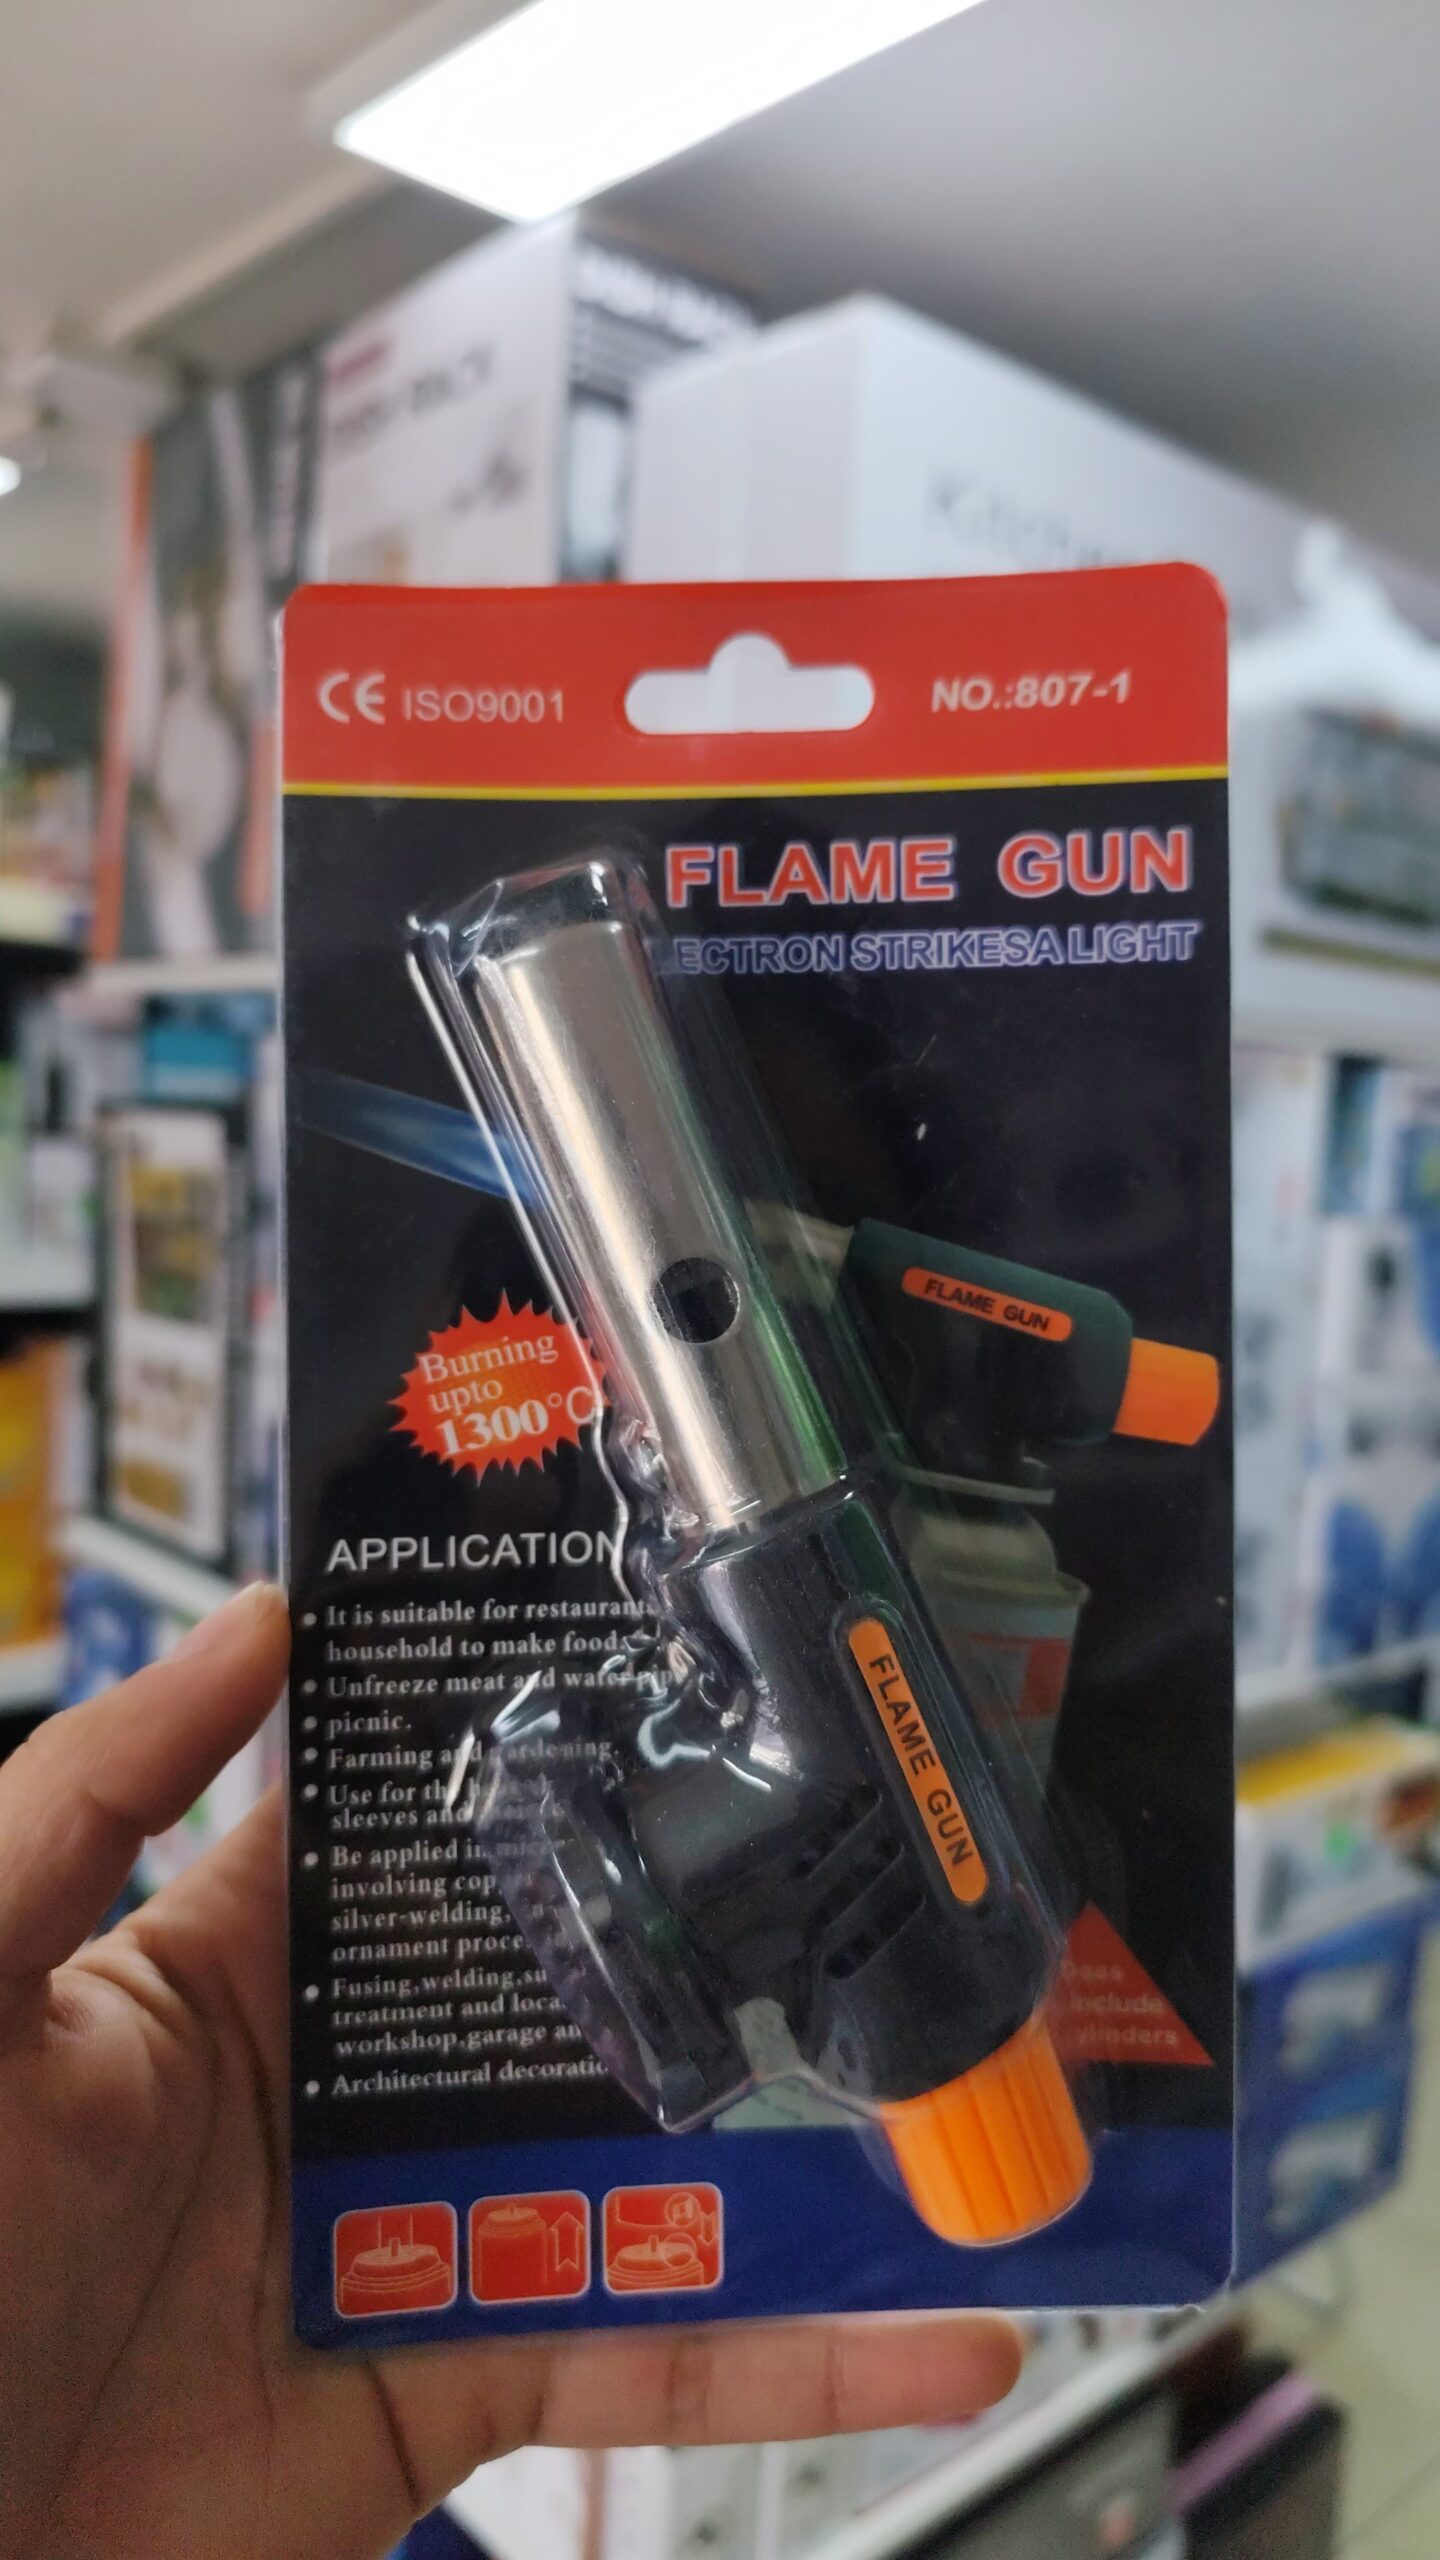 Kitchen
CE ISO9001
NO.:807-1
FLAME GUN
ECTRON STRIKESA LIGHT
FLAME GUN
Burning
upto
1300°C
APPLICATION
It is suitable for restaurant
household to make food
Unfreeze meat and water pip
picnic.
Farming and gardening
Use for the
sleeves and
FLAME GUN
Be applied in
involving cop
silver-welding,
ornament proce
Fusing,welding,su
treatment and loca
workshop,garage an
Architectural decoratio
include